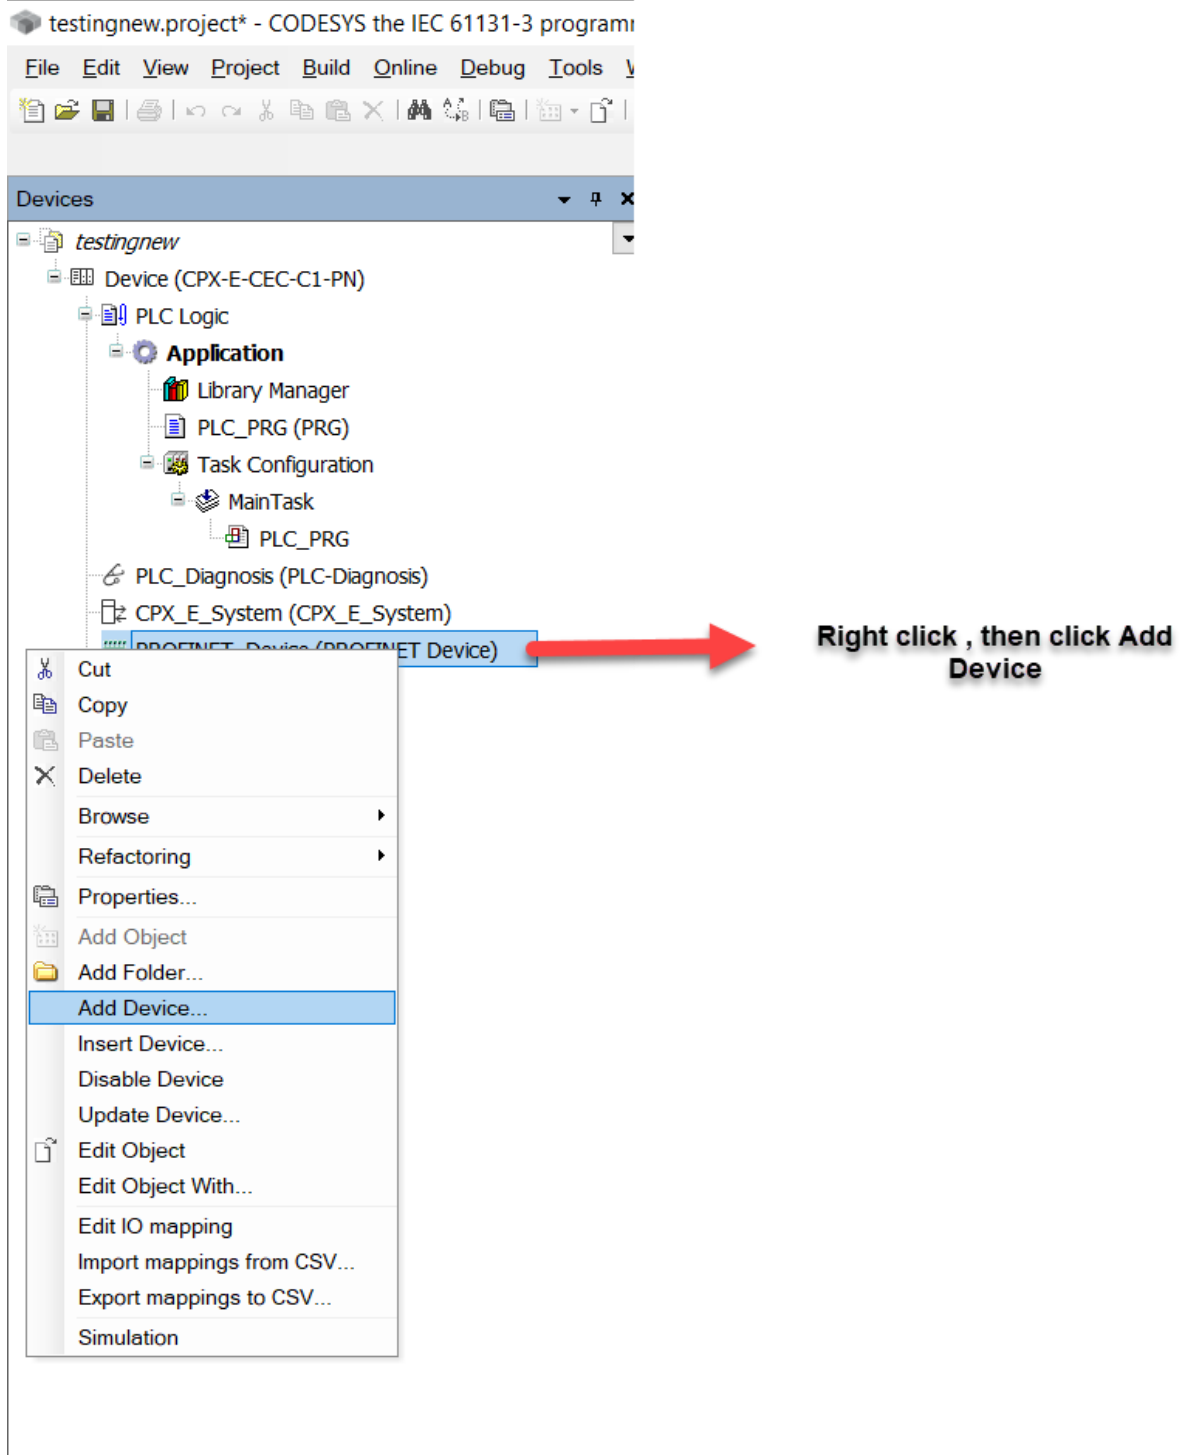 testingnew.project* - CODESYS the IEC 61131-3 programm
File Edit View Project Build Online Debug Tools
Devices
testingnew
Device (CPX-E-CEC-C1-PN)
PLC Logic
Application
Library Manager
PLC_PRG (PRG)
Task Configuration
MainTask
PLC_PRG
PLC_Diagnosis (PLC-Diagnosis)
CPX_E_System (CPX_E_System)
PROFINET_Device (PROFINET Device)
Right click , then click Add
Device
Cut
Copy
Paste
Delete
Browse
Refactoring
Properties...
Add Object
Add Folder...
Add Device...
Insert Device...
Disable Device
Update Device...
Edit Object
Edit Object With...
Edit IO mapping
Import mappings from CSV...
Export mappings to CSV...
Simulation